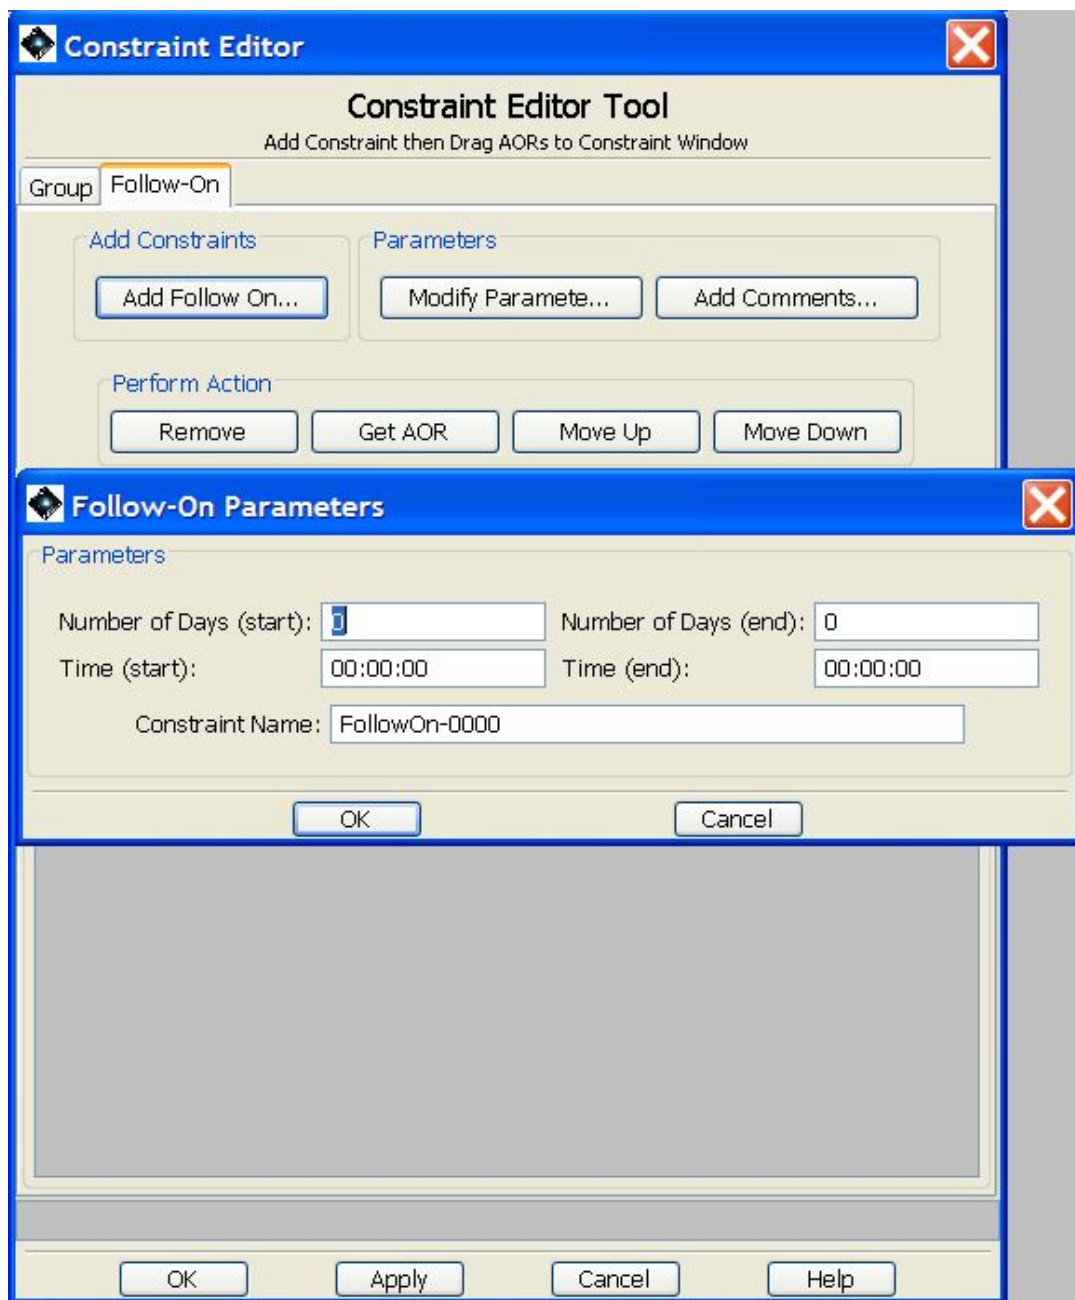 Constraint Editor
Constraint Editor Tool
Add Constraint then Drag AORs to Constraint Window
Group Follow-On
Add Constraints Parameters
Add Follow On... Modify Paramete... Add Comments...
Perform Action
Remove Get AOR Move Up Move Down
Follow-On Parameters
Parameters
Number of Days (start): 0 Number of Days (end): 0
Time (start): 00:00:00 Time (end): 00:00:00
Constraint Name: FollowOn-0000
OK Cancel
OK Apply Cancel Help